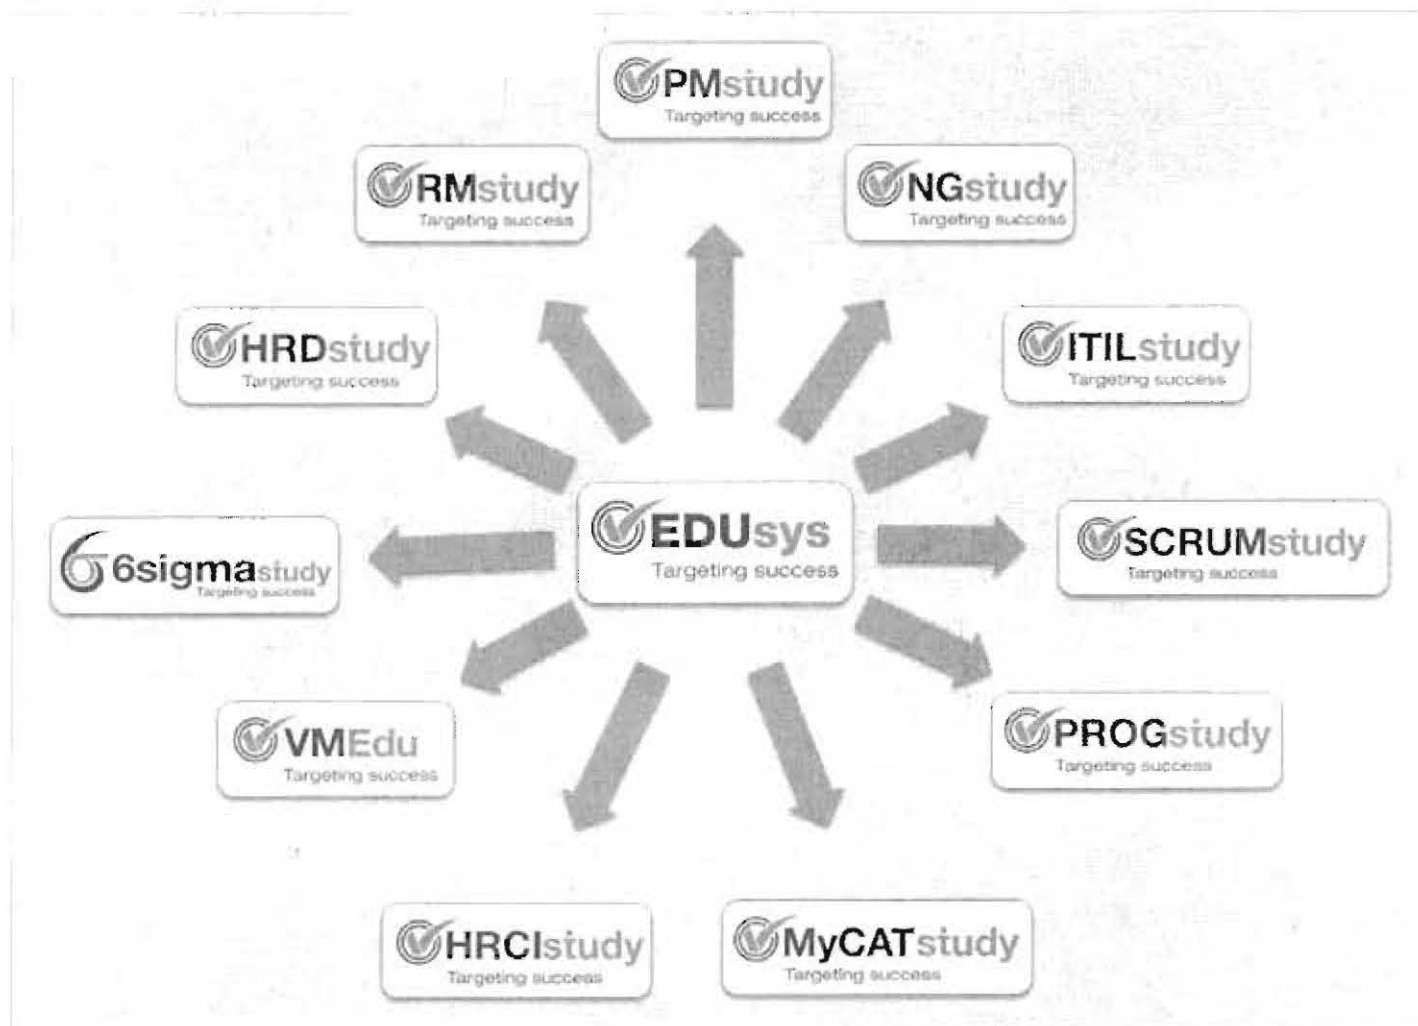 PMstudy
Targeting success
RMstudy
Targeting success
NGstudy
Targeting success
HRDstudy
Targeting success
ITILstudy
Targeting success
EDUsys
Targeting success
6sigmastudy
Targeting success
SCRUMstudy
Targeting success
VMEdu
Targeting success
PROGstudy
Targeting success
HRCIstudy
Targeting success
MyCATstudy
Targeting success